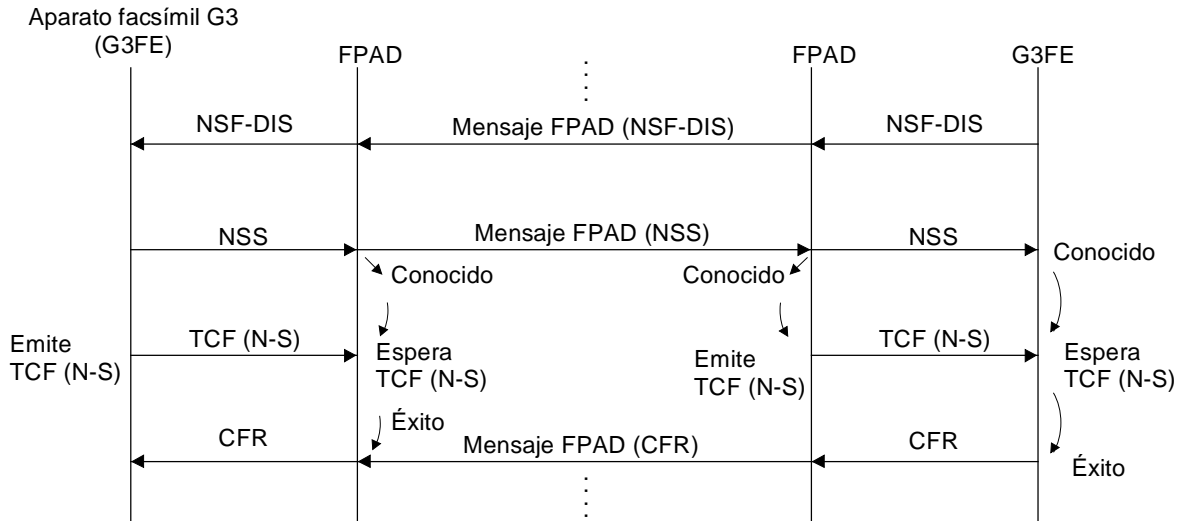 Aparato facsímil G3
(G3FE)
FPAD
FPAD
G3FE
NSF-DIS
Mensaje FPAD (NSF-DIS)
NSF-DIS
NSS
Mensaje FPAD (NSS)
NSS
Conocido
Conocido
Conocido
Emite
TCF (N-S)
TCF (N-S)
Espera
TCF (N-S)
Emite
TCF (N-S)
TCF (N-S)
Espera
TCF (N-S)
Éxito
CFR
Mensaje FPAD (CFR)
CFR
Éxito